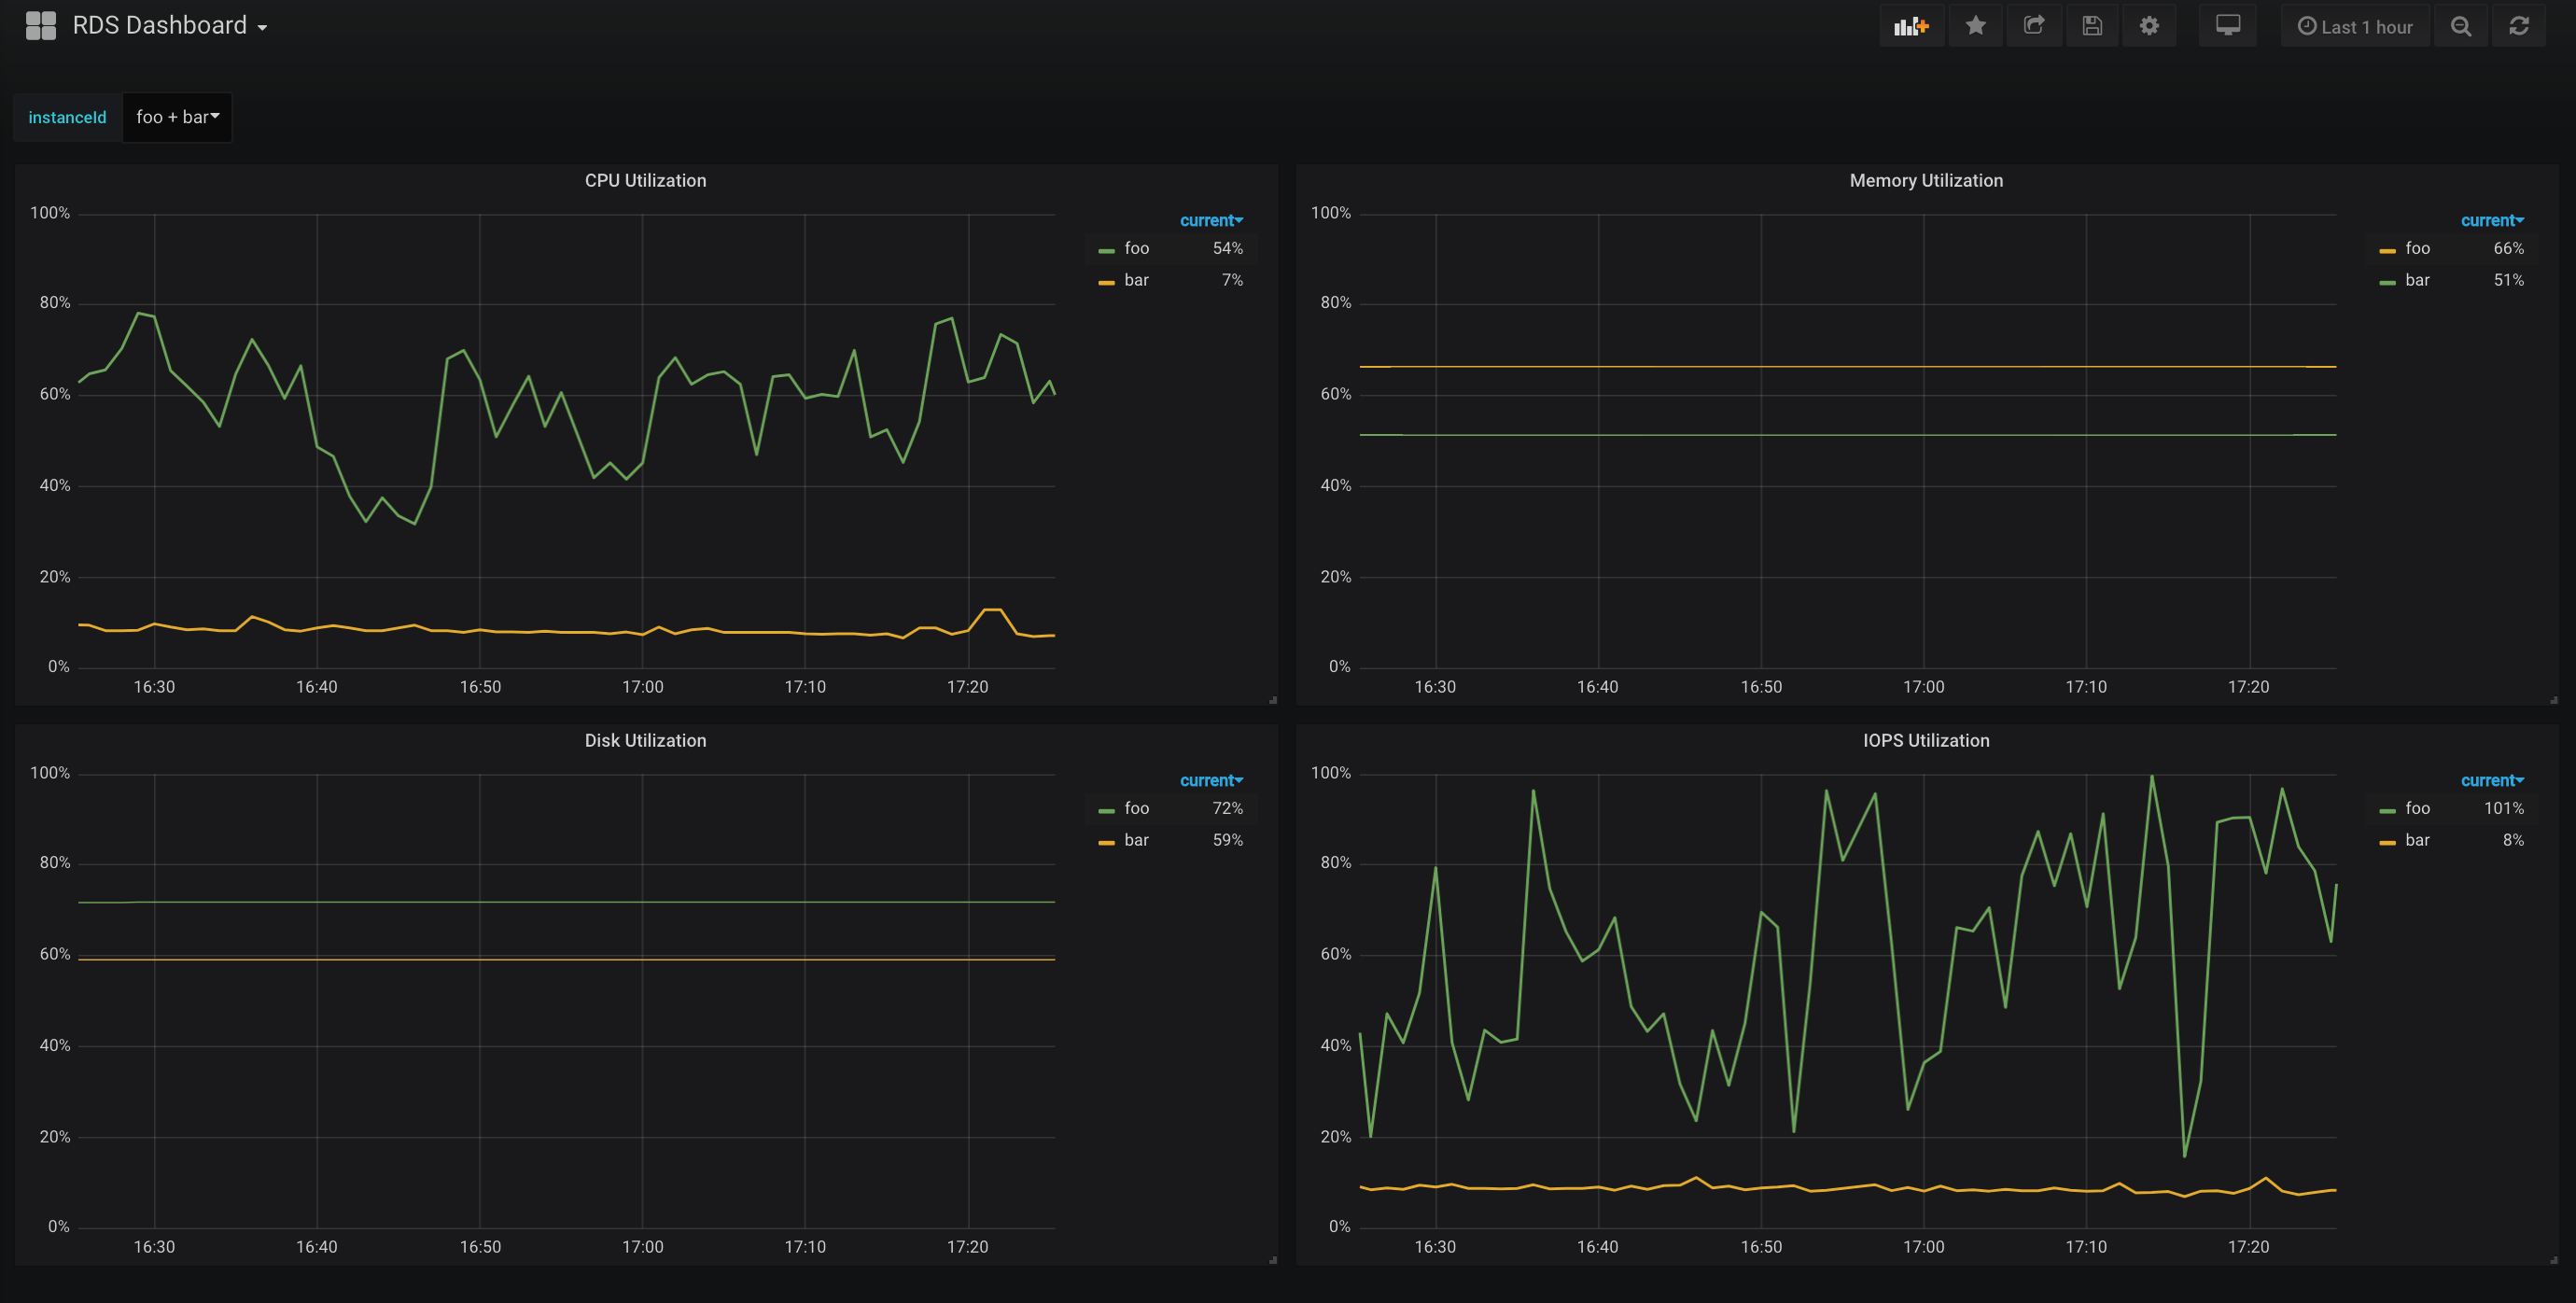 RDS Dashboard
Last 1 hour
instanceId foo + bar
CPU Utilization
100%
80%
60%
40%
20%
0%
16:30 16:40 16:50 17:00 17:10 17:20
current
foo 54%
bar 7%
Memory Utilization
100%
80%
60%
40%
20%
0%
16:30 16:40 16:50 17:00 17:10 17:20
current
foo 66%
bar 51%
Disk Utilization
100%
80%
60%
40%
20%
0%
16:30 16:40 16:50 17:00 17:10 17:20
current
foo 72%
bar 59%
IOPS Utilization
100%
80%
60%
40%
20%
0%
16:30 16:40 16:50 17:00 17:10 17:20
current
foo 101%
bar 8%